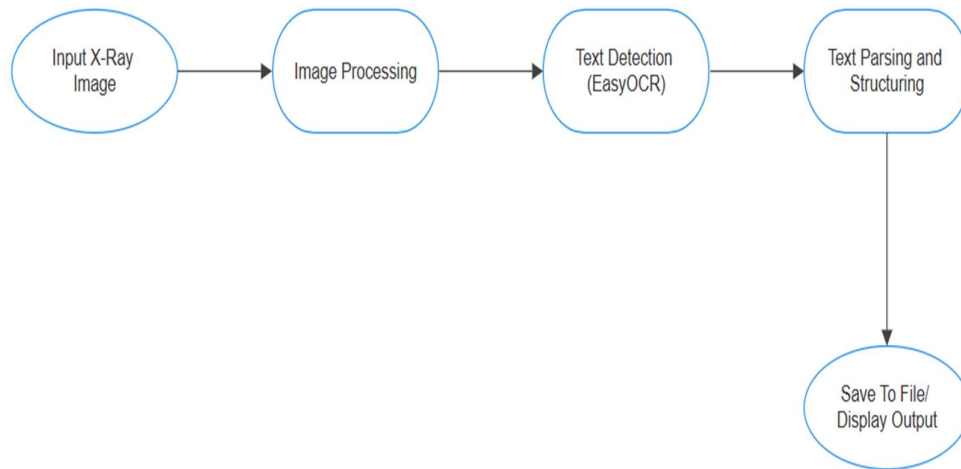 Input X-Ray
Image
Image Processing
Text Detection
(EasyOCR)
Text Parsing and
Structuring
Save To File/
Display Output